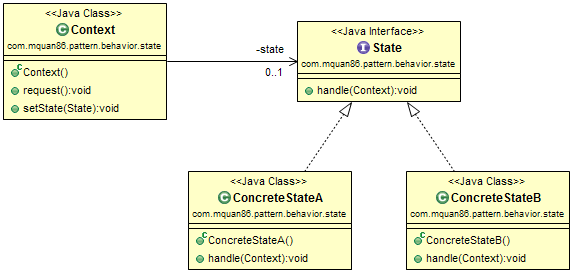 <<Java Class>>
C Context
com.mquan86.pattern.behavior.state
C Context()
request():void
setState(State):void
-state
0..1
<<Java Interface>>
I State
com.mquan86.pattern.behavior.state
handle(Context):void
<<Java Class>>
C ConcreteStateA
com.mquan86.pattern.behavior.state
C ConcreteStateA()
handle(Context):void
<<Java Class>>
C ConcreteStateB
com.mquan86.pattern.behavior.state
C ConcreteStateB()
handle(Context):void